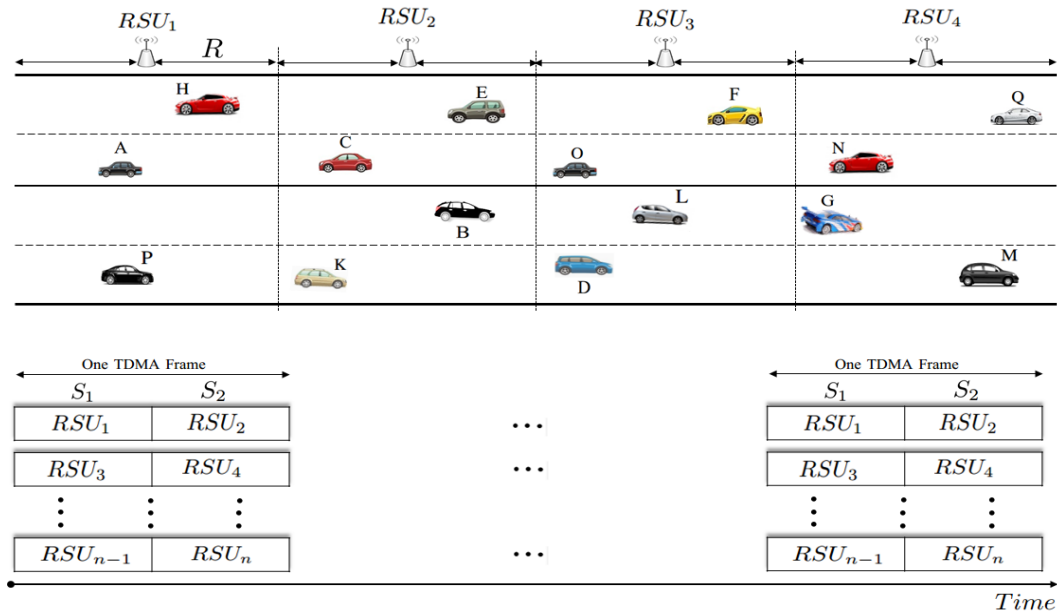 RSU₁ RSU₂ RSU₃ RSU₄
R
H E F Q
A C O N
B L G
P K D M
One TDMA Frame One TDMA Frame
S₁ S₂ S₁ S₂
RSU₁ RSU₂ ... RSU₁ RSU₂
RSU₃ RSU₄ ... RSU₃ RSU₄
⋮ ⋮ ⋮ ⋮ ⋮ ⋮
RSUₙ₋₁ RSUₙ ... RSUₙ₋₁ RSUₙ
Time